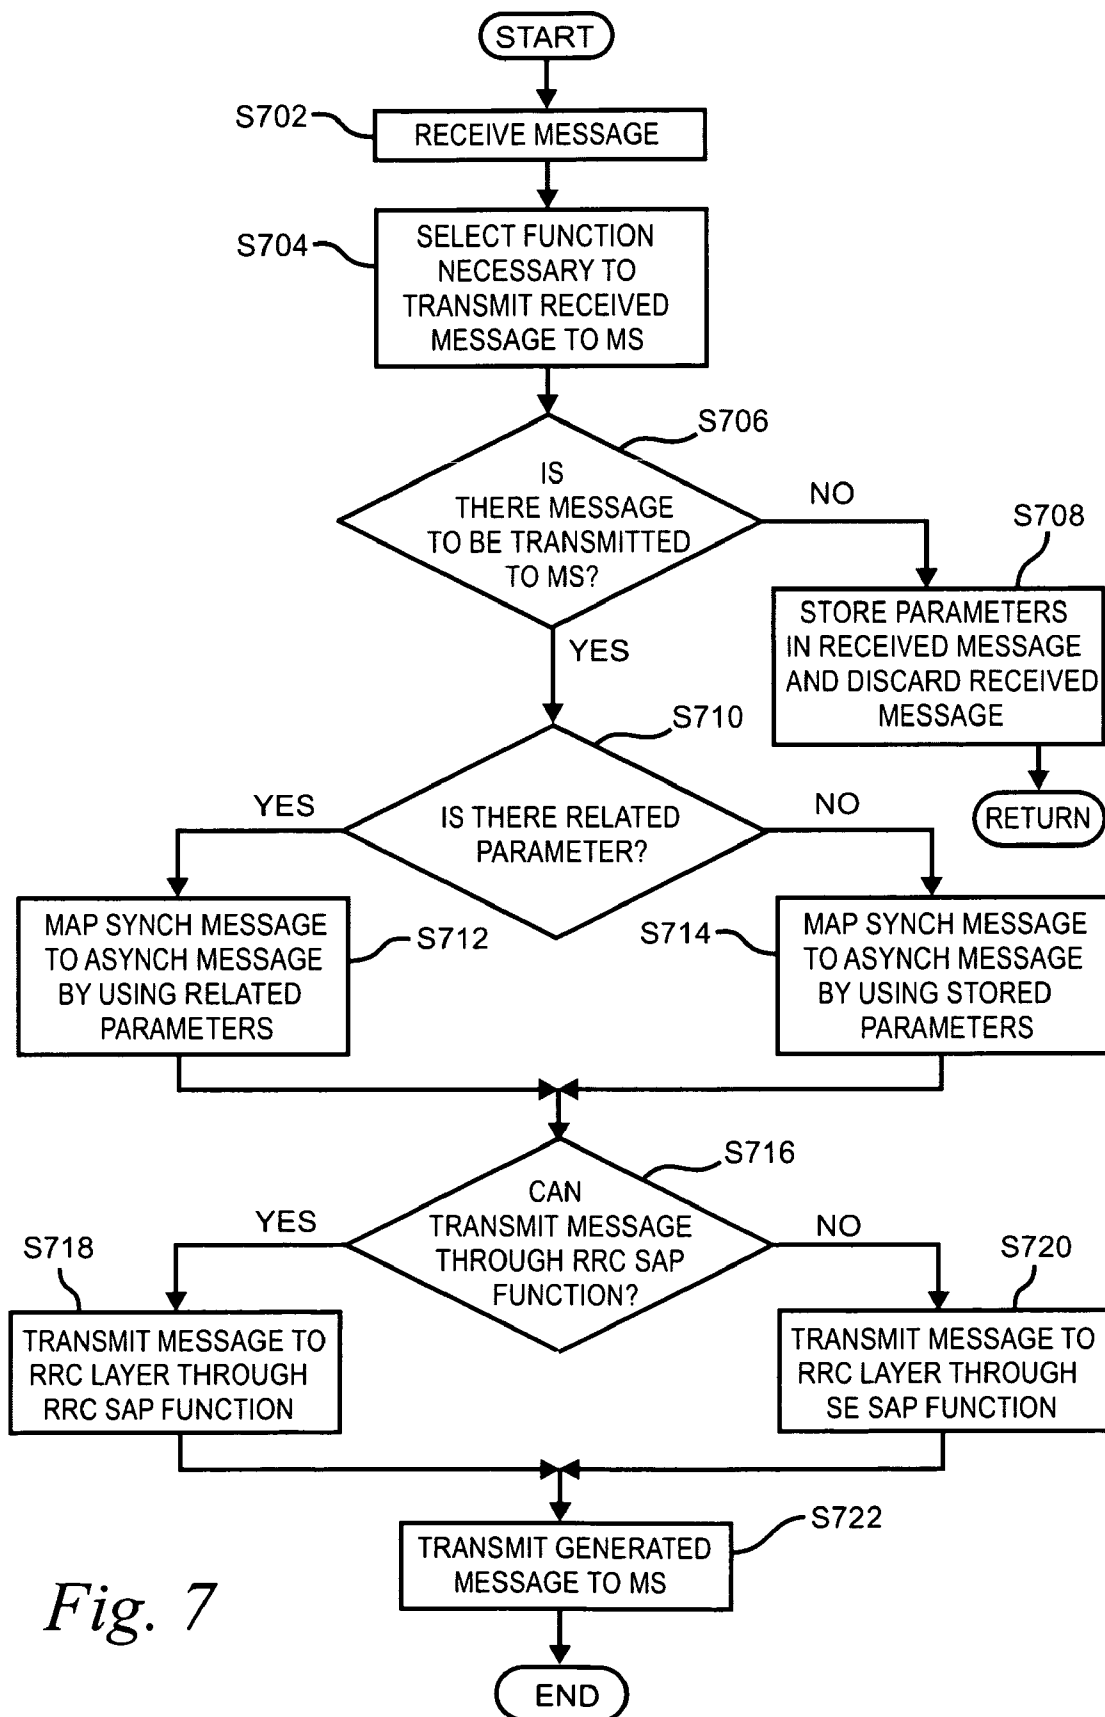 START
S702
RECEIVE MESSAGE
S704
SELECT FUNCTION
NECESSARY TO
TRANSMIT RECEIVED
MESSAGE TO MS
S706
IS
THERE MESSAGE
TO BE TRANSMITTED
TO MS?
NO
YES
S708
STORE PARAMETERS
IN RECEIVED MESSAGE
AND DISCARD RECEIVED
MESSAGE
RETURN
S710
IS THERE RELATED
PARAMETER?
YES
NO
S712
MAP SYNCH MESSAGE
TO ASYNCH MESSAGE
BY USING RELATED
PARAMETERS
S714
MAP SYNCH MESSAGE
TO ASYNCH MESSAGE
BY USING STORED
PARAMETERS
S716
CAN
TRANSMIT MESSAGE
THROUGH RRC SAP
FUNCTION?
YES
NO
S718
TRANSMIT MESSAGE TO
RRC LAYER THROUGH
RRC SAP FUNCTION
S720
TRANSMIT MESSAGE TO
RRC LAYER THROUGH
SE SAP FUNCTION
S722
TRANSMIT GENERATED
MESSAGE TO MS
END
Fig. 7